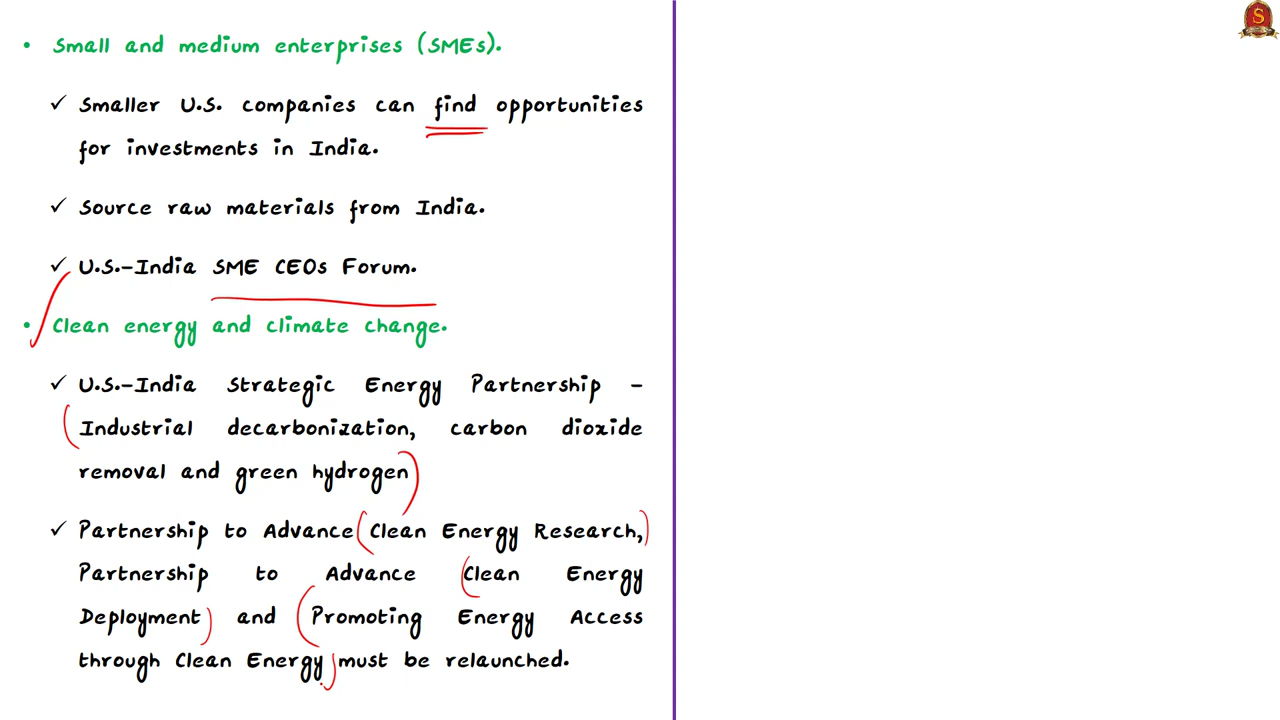 • Small and medium enterprises (SMEs).
✓ Smaller U.S. companies can find opportunities
for investments in India.
✓ Source raw materials from India.
✓ U.S.-India SME CEOs Forum.
• Clean energy and climate change.
✓ U.S.-India Strategic Energy Partnership -
Industrial decarbonization, carbon dioxide
removal and green hydrogen
✓ Partnership to Advance Clean Energy Research,
Partnership to Advance Clean Energy
Deployment and Promoting Energy Access
through Clean Energy must be relaunched.
S